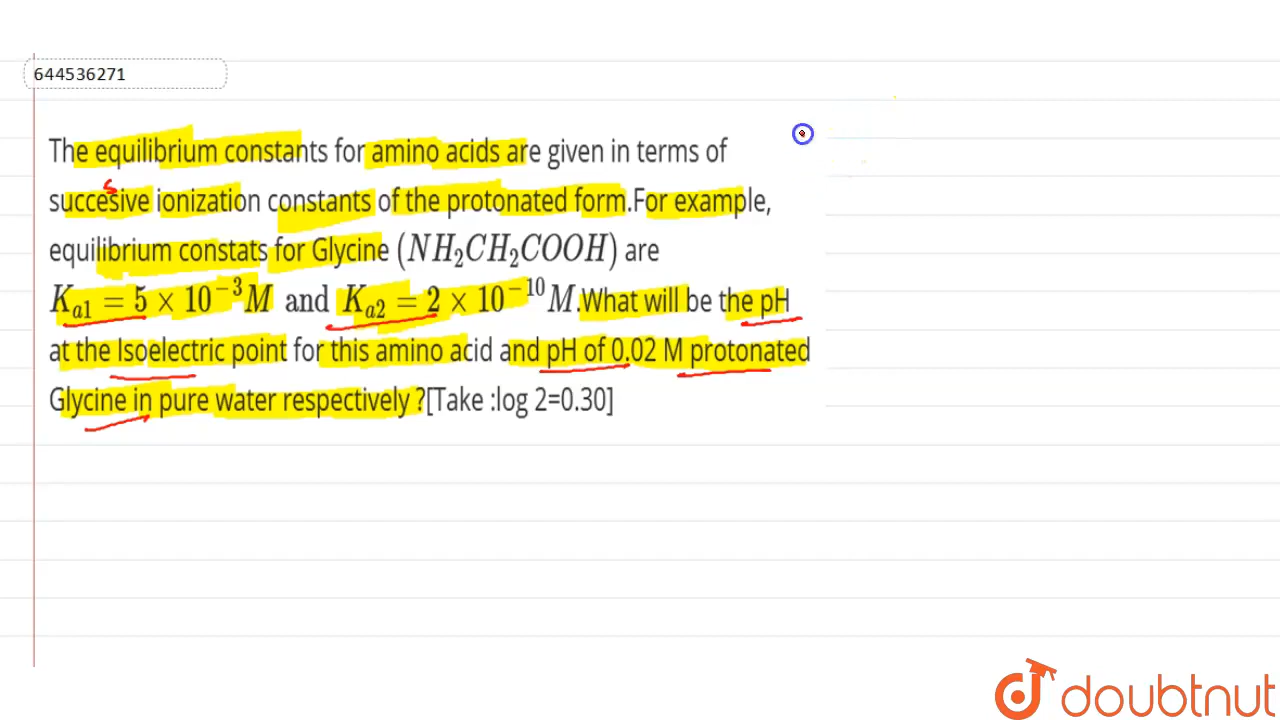 644536271
The equilibrium constants for amino acids are given in terms of
s
succesive ionization constants of the protonated form.For example,
equilibrium constats for Glycine (NH₂CH₂COOH) are
Kₐ₁ = 5 × 10⁻³M and Kₐ₂ = 2 × 10⁻¹⁰M.What will be the pH
at the Isoelectric point for this amino acid and pH of 0.02 M protonated
Glycine in pure water respectively ?[Take :log 2=0.30]
doubtnut